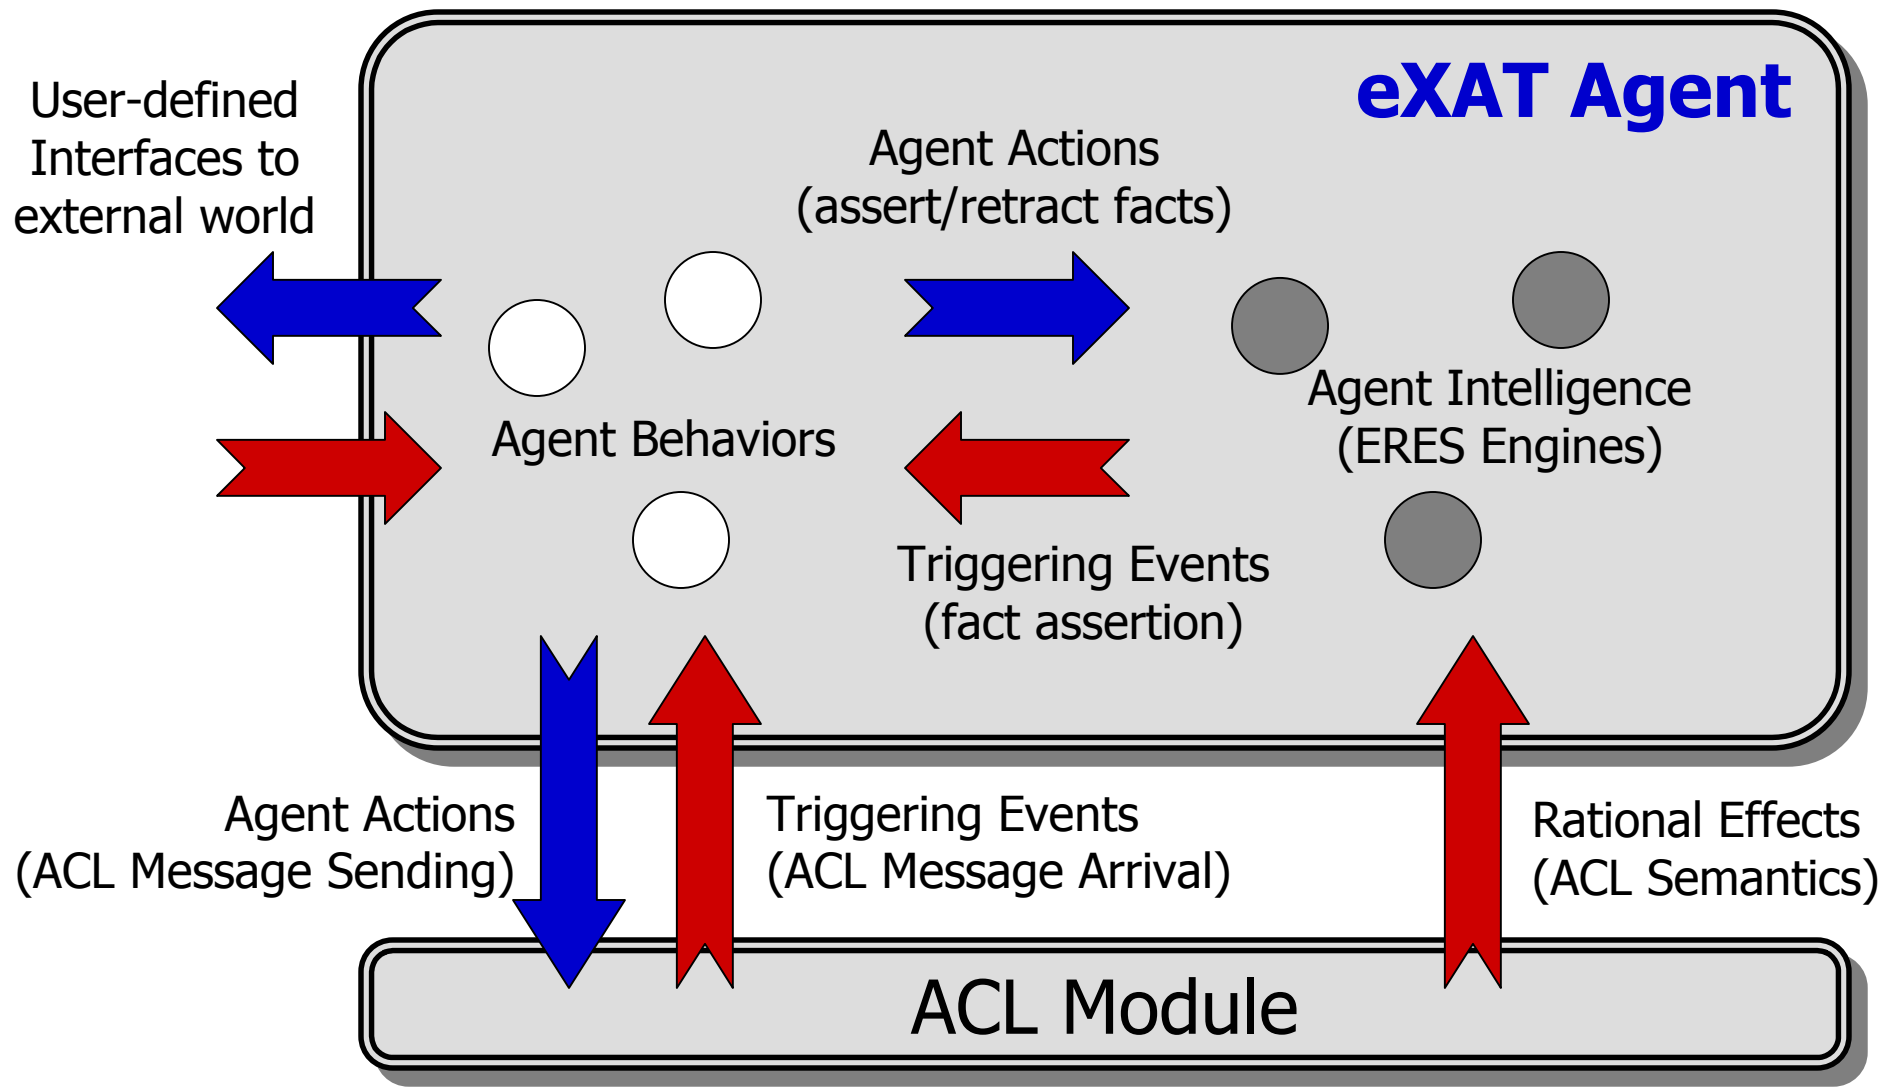 eXAT Agent
User-defined
Interfaces to
external world
Agent Actions
(assert/retract facts)
Agent Behaviors
Agent Intelligence
(ERES Engines)
Triggering Events
(fact assertion)
Agent Actions
(ACL Message Sending)
Triggering Events
(ACL Message Arrival)
Rational Effects
(ACL Semantics)
ACL Module